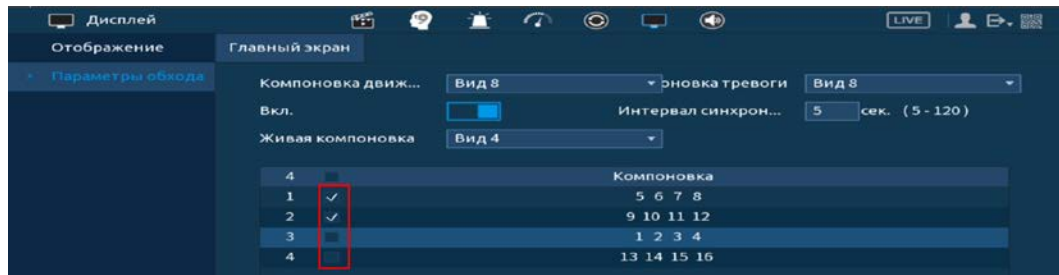 Дисплей LIVE
Отображение Главный экран
Параметры обхода
Компоновка движ... Вид 8 оновка тревоги Вид 8
Вкл. Интервал синхрон... 5 сек. ( 5 - 120 )
Живая компоновка Вид 4
4 Компоновка
1 5 6 7 8
2 9 10 11 12
3 1 2 3 4
4 13 14 15 16